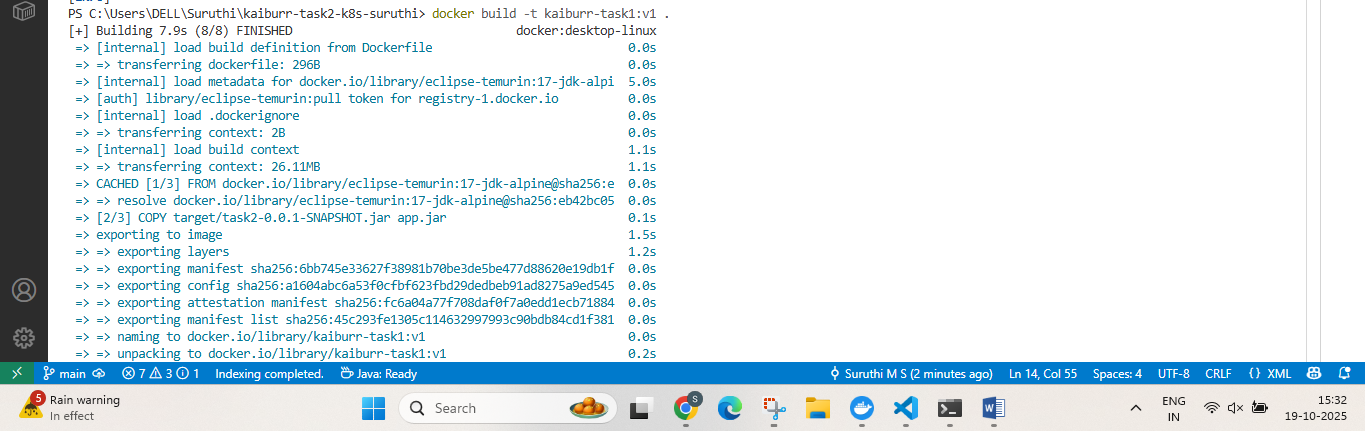 PS C:\Users\DELL\Suruthi\kaiburr-task2-k8s-suruthi> docker build -t kaiburr-task1:v1 .
[+] Building 7.9s (8/8) FINISHED docker:desktop-linux
=> [internal] load build definition from Dockerfile 0.0s
=> => transferring dockerfile: 296B 0.0s
=> [internal] load metadata for docker.io/library/eclipse-temurin:17-jdk-alpi 5.0s
=> [auth] library/eclipse-temurin:pull token for registry-1.docker.io 0.0s
=> [internal] load .dockerignore 0.0s
=> => transferring context: 2B 0.0s
=> [internal] load build context 1.1s
=> => transferring context: 26.11MB 1.1s
=> CACHED [1/3] FROM docker.io/library/eclipse-temurin:17-jdk-alpine@sha256:e 0.0s
=> => resolve docker.io/library/eclipse-temurin:17-jdk-alpine@sha256:eb42bc05 0.0s
=> [2/3] COPY target/task2-0.0.1-SNAPSHOT.jar app.jar 0.1s
=> exporting to image 1.5s
=> => exporting layers 1.2s
=> => exporting manifest sha256:6bb745e33627f38981b70be3de5be477d88620e19db1f 0.0s
=> => exporting config sha256:a1604abc6a53f0cfbf623fbd29dedbeb91ad8275a9ed545 0.0s
=> => exporting attestation manifest sha256:fc6a04a77f708daf0f7a0edd1ecb71884 0.0s
=> => exporting manifest list sha256:45c293fe1305c114632997993c90bdb84cd1f381 0.0s
=> => naming to docker.io/library/kaiburr-task1:v1 0.0s
=> => unpacking to docker.io/library/kaiburr-task1:v1 0.2s
main 7 3 1 Indexing completed. Java: Ready Suruthi M S (2 minutes ago) Ln 14, Col 55 Spaces: 4 UTF-8 CRLF {} XML
5 Rain warning
In effect
Search
S
ENG
IN
15:32
19-10-2025